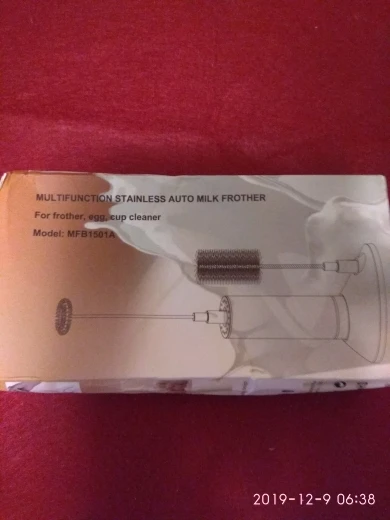 MULTIFUNCTION STAINLESS AUTO MILK FROTHER
For frother, egg, cup cleaner
Model: MFB1501A
2019-12-9 06:38